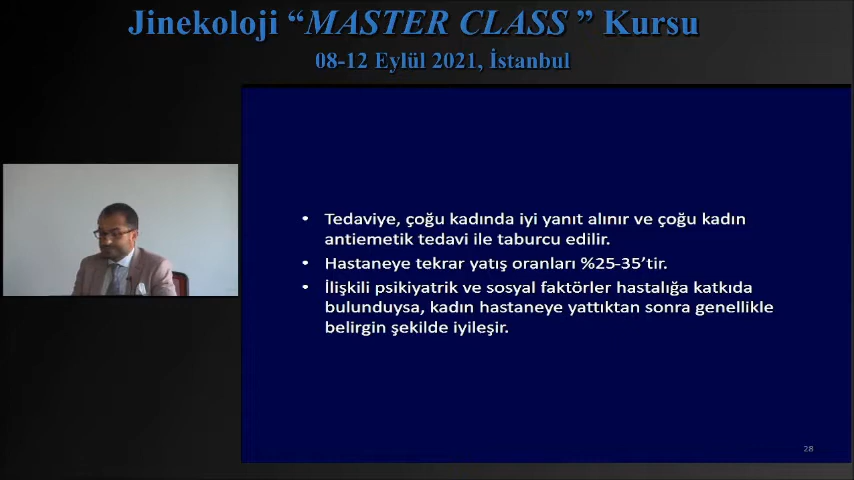 Jinekoloji “MASTER CLASS ” Kursu
08-12 Eylül 2021, İstanbul
• Tedaviye, çoğu kadında iyi yanıt alınır ve çoğu kadın
antiemetik tedavi ile taburcu edilir.
• Hastaneye tekrar yatış oranları %25-35’tir.
• İlişkili psikiyatrik ve sosyal faktörler hastalığa katkıda
bulunduysa, kadın hastaneye yattıktan sonra genellikle
belirgin şekilde iyileşir.
28